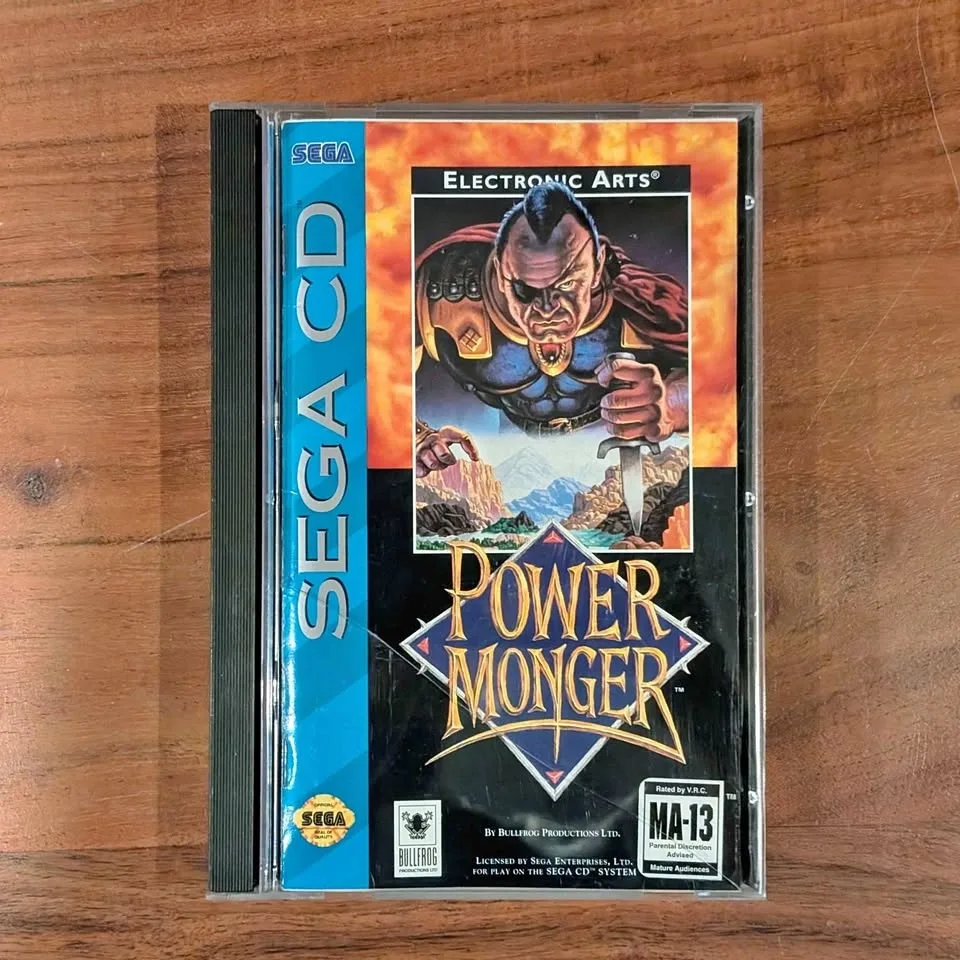 SEGA
SEGA CD
ELECTRONIC ARTS®
POWER
MONGER
™
OFFICIAL
SEGA
SEAL OF
QUALITY
BULLFROG
PRODUCTIONS LTD
BY BULLFROG PRODUCTIONS LTD.
LICENSED BY SEGA ENTERPRISES, LTD.
FOR PLAY ON THE SEGA CD™ SYSTEM
Rated by V.R.C.
™
MA-13
Parental Discretion
Advised
Mature Audiences